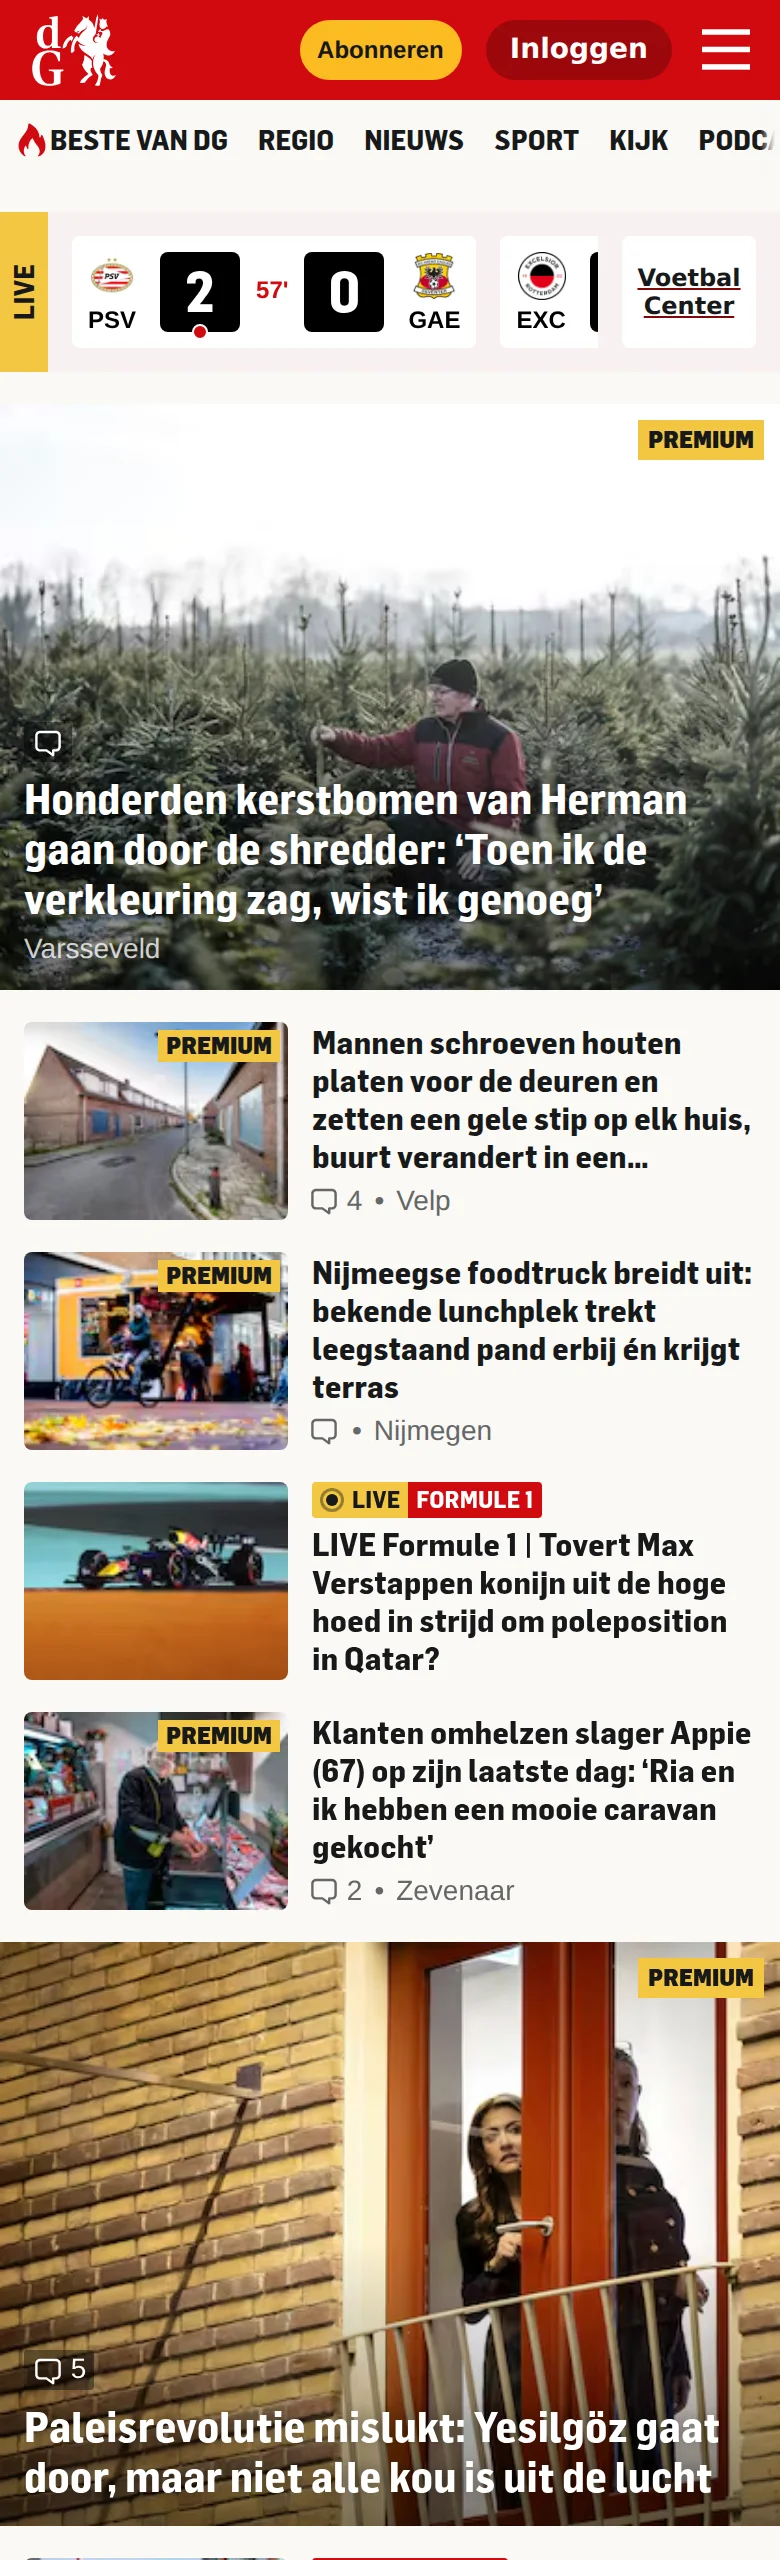 dG
Abonneren
Inloggen
BESTE VAN DG REGIO NIEUWS SPORT KIJK PODCA
LIVE
PSV
PSV
2
57'
0
GAE
EXCELSIOR
ROTTERDAM
EXC
Voetbal
Center
PREMIUM
Honderden kerstbomen van Herman
gaan door de shredder: ‘Toen ik de
verkleuring zag, wist ik genoeg’
Varsseveld
PREMIUM
Mannen schroeven houten
platen voor de deuren en
zetten een gele stip op elk huis,
buurt verandert in een...
4 • Velp
PREMIUM
Nijmeegse foodtruck breidt uit:
bekende lunchplek trekt
leegstaand pand erbij én krijgt
terras
• Nijmegen
LIVE FORMULE 1
LIVE Formule 1 | Tovert Max
Verstappen konijn uit de hoge
hoed in strijd om poleposition
in Qatar?
PREMIUM
Klanten omhelzen slager Appie
(67) op zijn laatste dag: ‘Ria en
ik hebben een mooie caravan
gekocht’
2 • Zevenaar
PREMIUM
5
Paleisrevolutie mislukt: Yesilgöz gaat
door, maar niet alle kou is uit de lucht